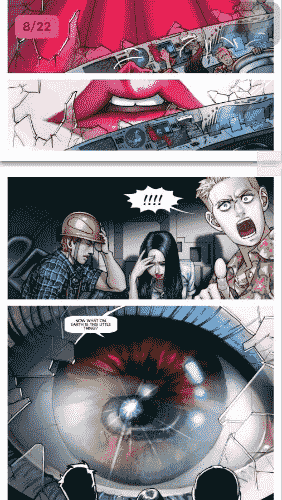 8/22
!!!!
NOW WHAT ON
EARTH IS THIS LITTLE
THING?